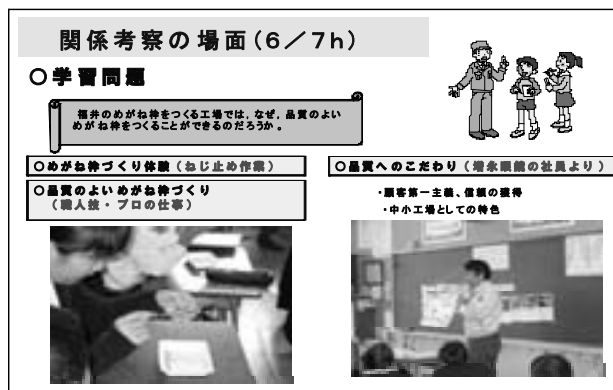 関係考察の場面(6/7h)
○学習問題
福井のめがね枠をつくる工場では,なぜ,品質のよい
めがね枠をつくることができるのだろうか。
○めがね枠づくり体験(ねじ止め作業)
○品質のよいめがね枠づくり
(職人技・プロの仕事)
○品質へのこだわり(増永眼鏡の社員より)
・顧客第一主義、信頼の獲得
・中小工場としての特色